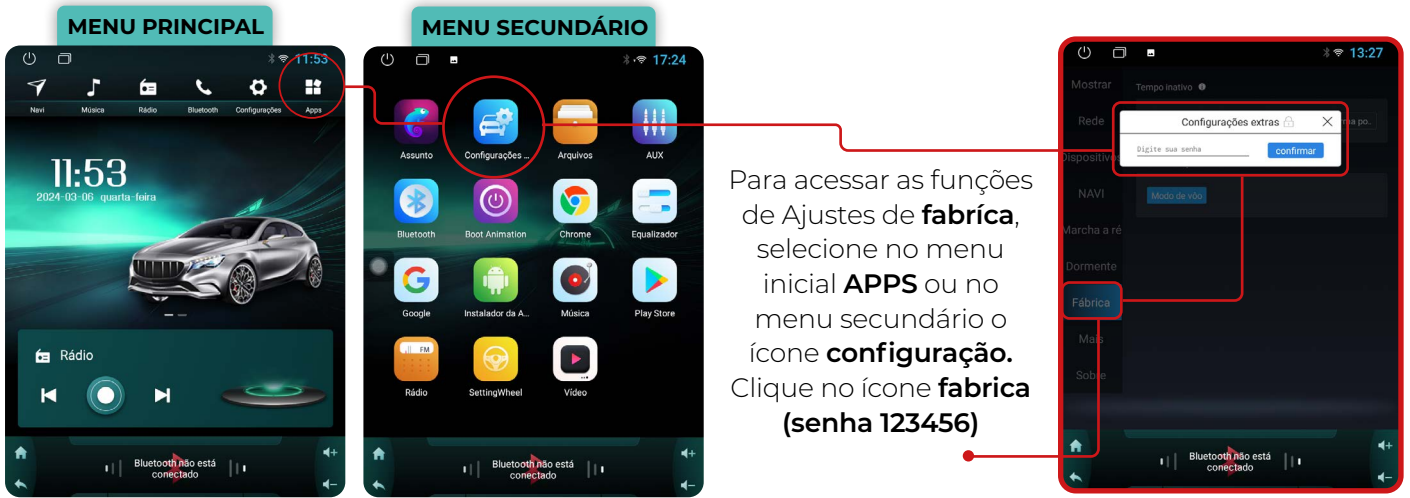 MENU PRINCIPAL
11:53
Navi
Música
Rádio
Bluetooth
Configurações
Apps
11:53
2024-03-06 quarta-feira
Rádio
Bluetooth não está
conectado
MENU SECUNDÁRIO
17:24
Assunto
Configurações ...
Arquivos
AUX
Bluetooth
Boot Animation
Chrome
Equalizador
Google
Instalador da A...
Música
Play Store
FM
Rádio
SettingWheel
Vídeo
Bluetooth não está
conectado
Para acessar as funções
de Ajustes de fabríca,
selecione no menu
inicial APPS ou no
menu secundário o
ícone configuração.
Clique no ícone fabrica
(senha 123456)
13:27
Mostrar
Tempo inativo
Rede
Configurações extras
Digite sua senha
confirmar
Dispositivos
NAVI
Modo de vôo
Marcha a ré
Dormente
Fábrica
Mais
Sobre
Bluetooth não está
conectado